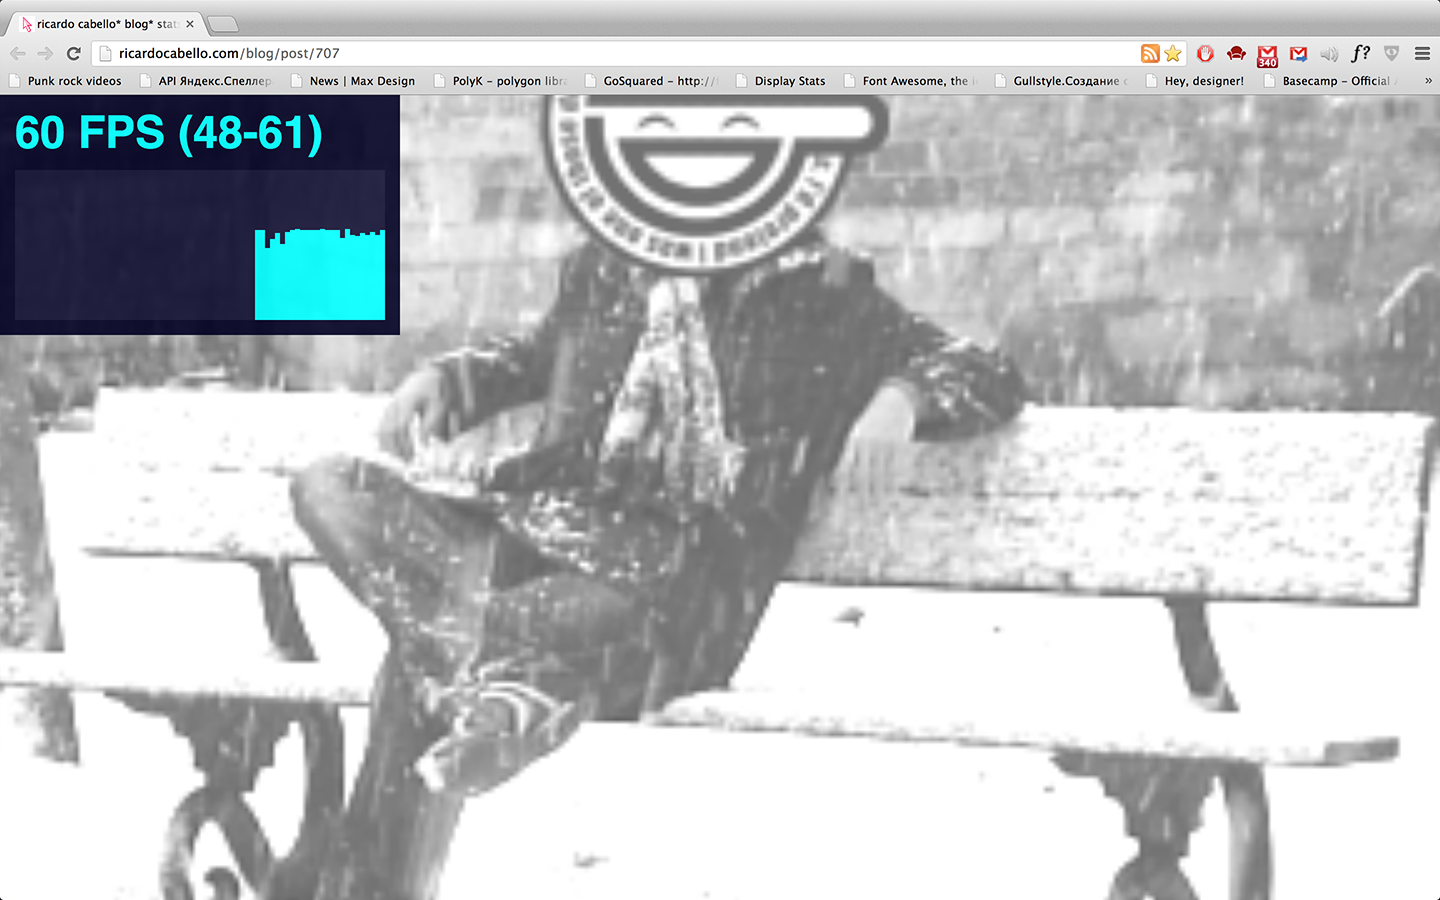 ricardo cabello* blog* stat
ricardocabello.com/blog/post/707
340
f?
Punk rock videos
API Яндекс.Спеллер
News | Max Design
PolyK – polygon libra
GoSquared – http://
Display Stats
Font Awesome, the i
Gullstyle.Создание с
Hey, designer!
Basecamp – Official
»
60 FPS (48-61)